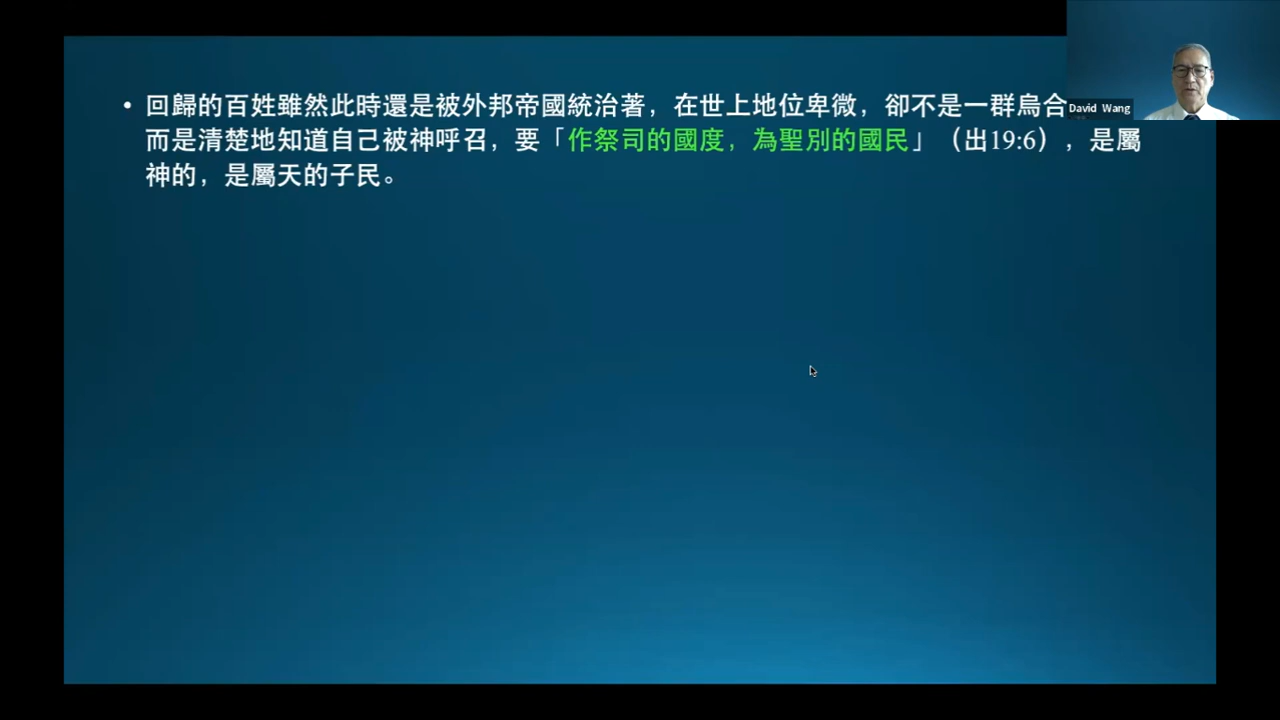 • 回歸的百姓雖然此時還是被外邦帝國統治著，在世上地位卑微，卻不是一群烏合
而是清楚地知道自己被神呼召，要「作祭司的國度，為聖別的國民」（出19:6），是屬
神的，是屬天的子民。
David Wang